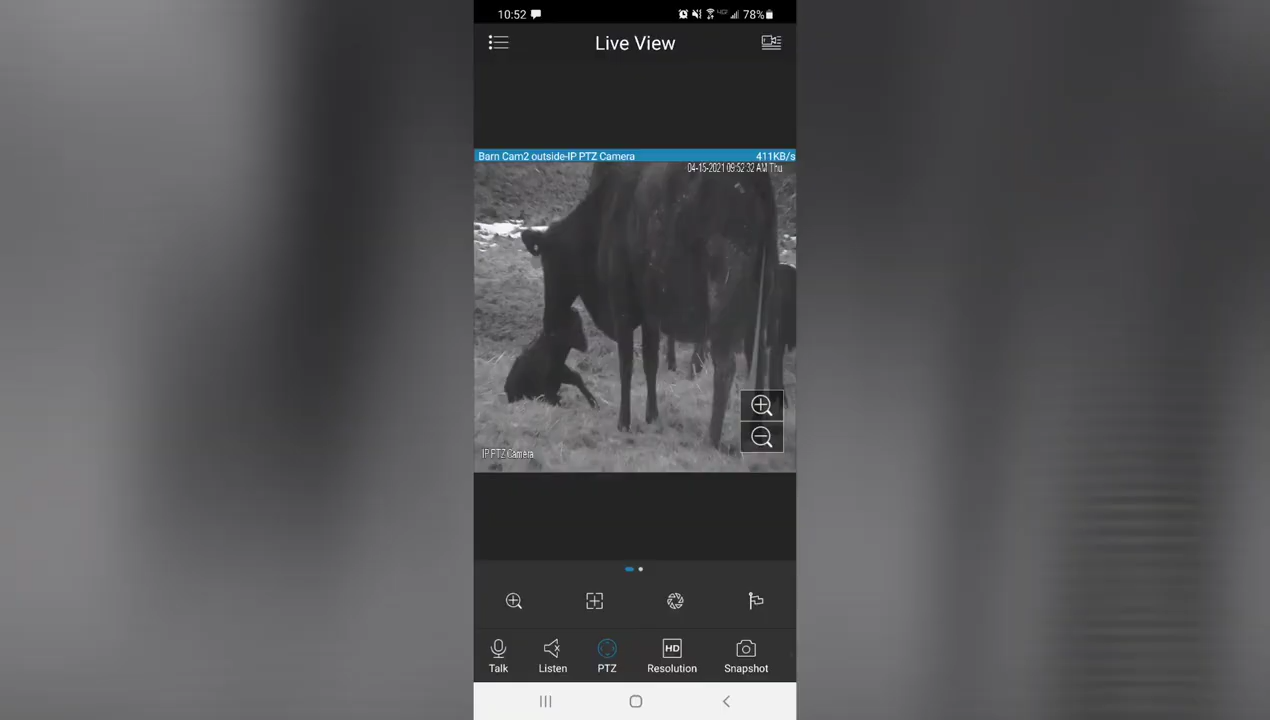 10:52
78%
Live View
Barn Cam2 outside-IP PTZ Camera
411KB/s
04-15-2021 09:52:32 AM Thu
IP PTZ Camera
HD
Talk
Listen
PTZ
Resolution
Snapshot